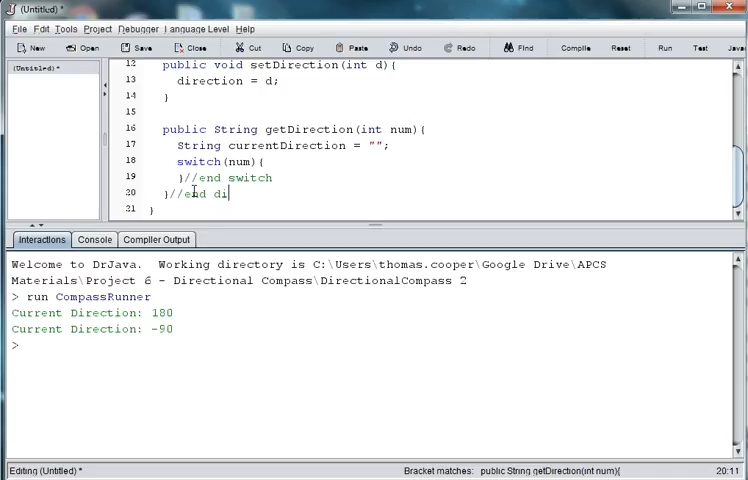 (Untitled) *
File Edit Tools Project Debugger Language Level Help
New Open Save Close Cut Copy Paste Undo Redo Find Compile Reset Run Test Java
(Untitled) *
12 public void setDirection(int d){
13 direction = d;
14 }
15
16 public String getDirection(int num){
17 String currentDirection = "";
18 switch(num){
19 }//end switch
20 }//end di
21 }
Interactions Console Compiler Output
Welcome to DrJava. Working directory is C:\Users\thomas.cooper\Google Drive\APCS
Materials\Project 6 - Directional Compass\DirectionalCompass 2
> run CompassRunner
Current Direction: 180
Current Direction: -90
>
Editing (Untitled) * Bracket matches: public String getDirection(int num){ 20:11